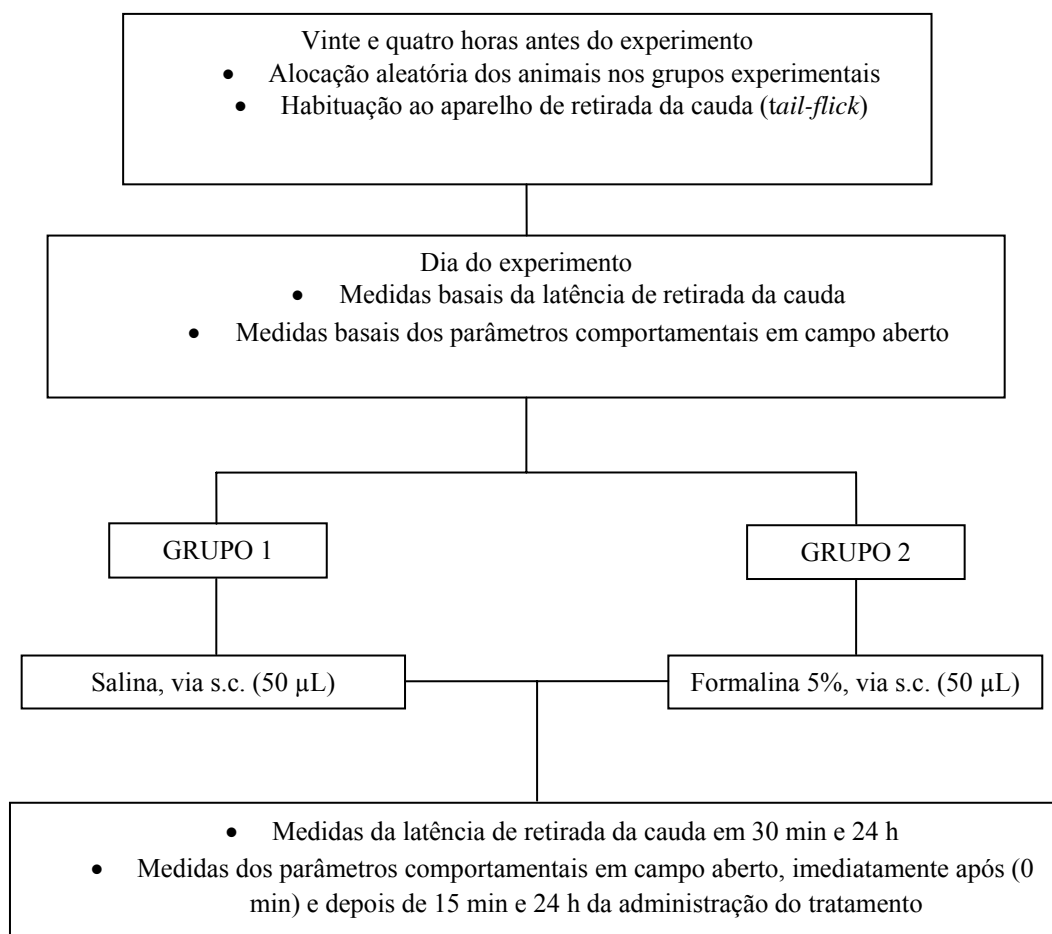 Vinte e quatro horas antes do experimento
• Alocação aleatória dos animais nos grupos experimentais
• Habituação ao aparelho de retirada da cauda (tail-flick)
Dia do experimento
• Medidas basais da latência de retirada da cauda
• Medidas basais dos parâmetros comportamentais em campo aberto
GRUPO 1
GRUPO 2
Salina, via s.c. (50 µL)
Formalina 5%, via s.c. (50 µL)
• Medidas da latência de retirada da cauda em 30 min e 24 h
• Medidas dos parâmetros comportamentais em campo aberto, imediatamente após (0
min) e depois de 15 min e 24 h da administração do tratamento